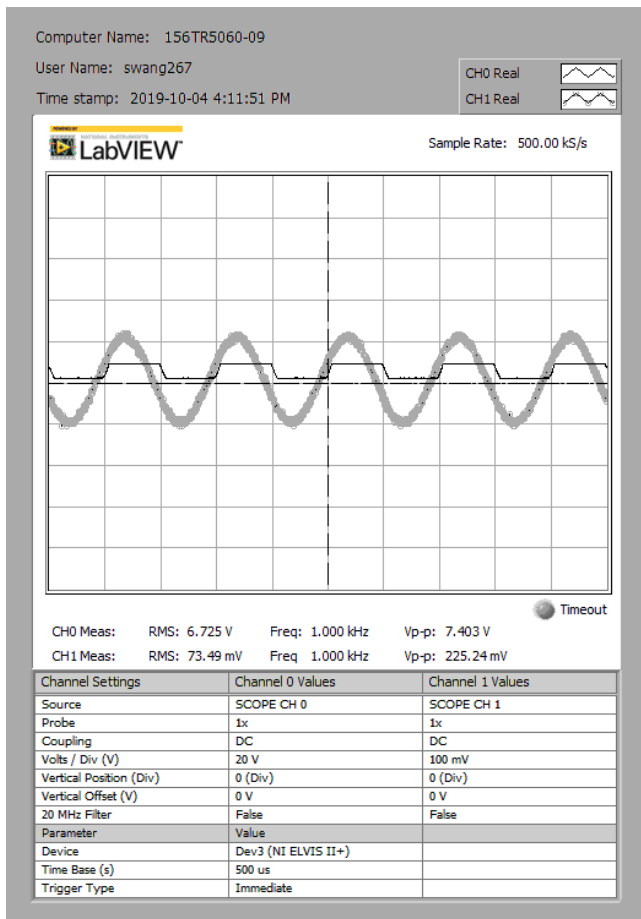 Computer Name: 156TR5060-09
User Name: swang267
Time stamp: 2019-10-04 4:11:51 PM
CH0 Real
CH1 Real
POWERED BY
NATIONAL INSTRUMENTS
LabVIEW™
Sample Rate: 500.00 kS/s
Timeout
CH0 Meas: RMS: 6.725 V Freq: 1.000 kHz Vp-p: 7.403 V
CH1 Meas: RMS: 73.49 mV Freq 1.000 kHz Vp-p: 225.24 mV
Channel Settings Channel 0 Values Channel 1 Values
Source SCOPE CH 0 SCOPE CH 1
Probe 1x 1x
Coupling DC DC
Volts / Div (V) 20 V 100 mV
Vertical Position (Div) 0 (Div) 0 (Div)
Vertical Offset (V) 0 V 0 V
20 MHz Filter False False
Parameter Value
Device Dev3 (NI ELVIS II+)
Time Base (s) 500 us
Trigger Type Immediate